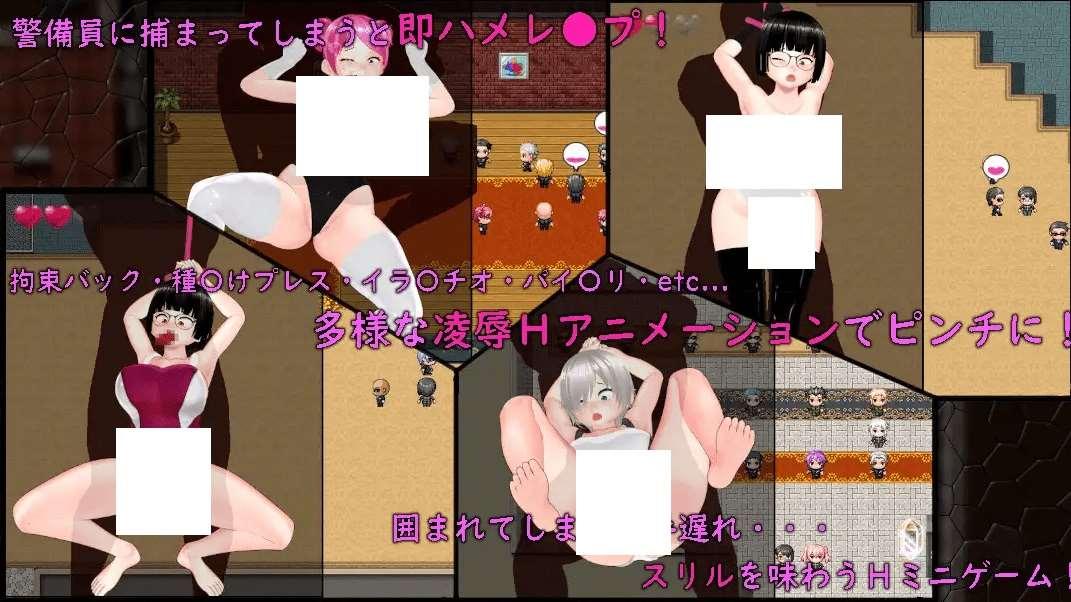 警備員に捕まってしまうと即ハメレ●プ！
拘束バック・種〇けプレス・イラ〇チオ・パイ〇リ・etc...
多様な凌辱Hアニメーションでピンチに！
囲まれてしま 遅れ・・・
スリルを味わうHミニゲーム！